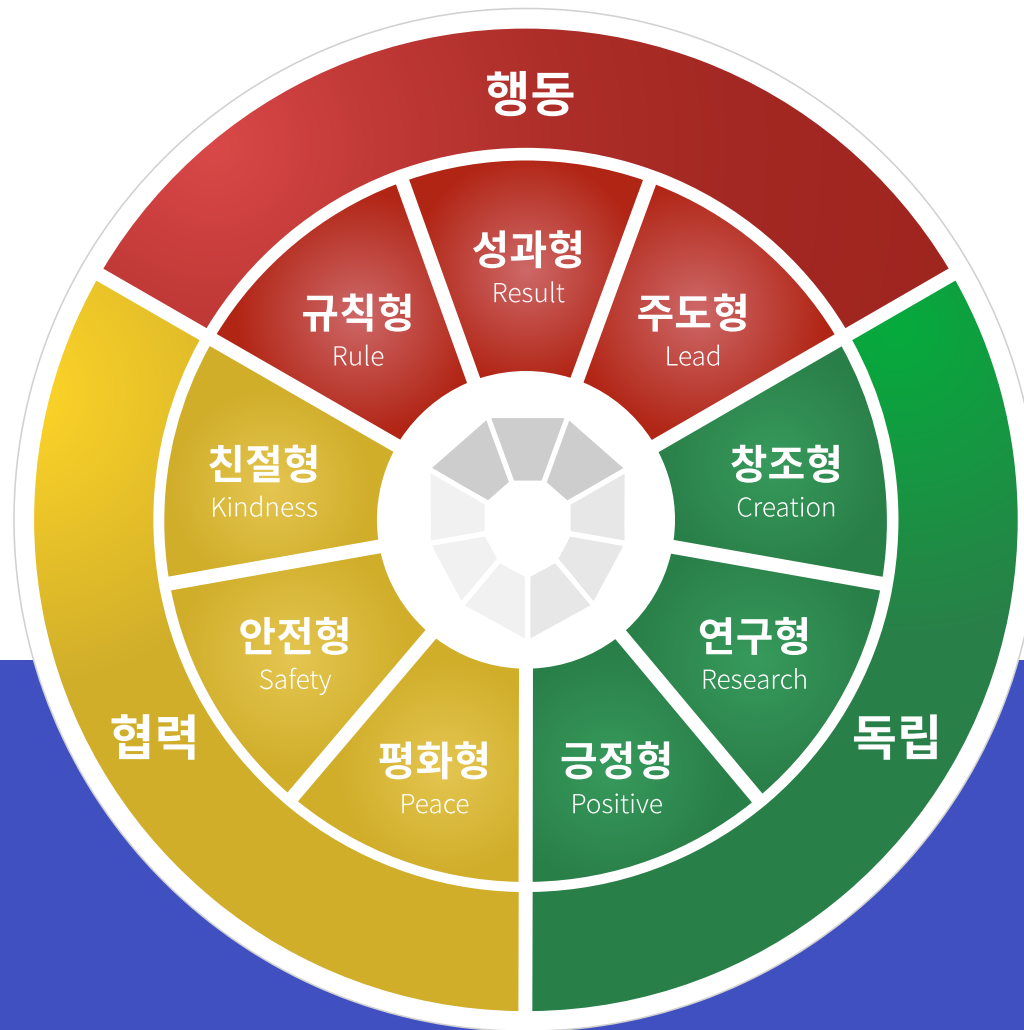 행동
성과형
Result
규칙형
Rule
주도형
Lead
친절형
Kindness
창조형
Creation
안전형
Safety
연구형
Research
협력
독립
평화형
Peace
긍정형
Positive